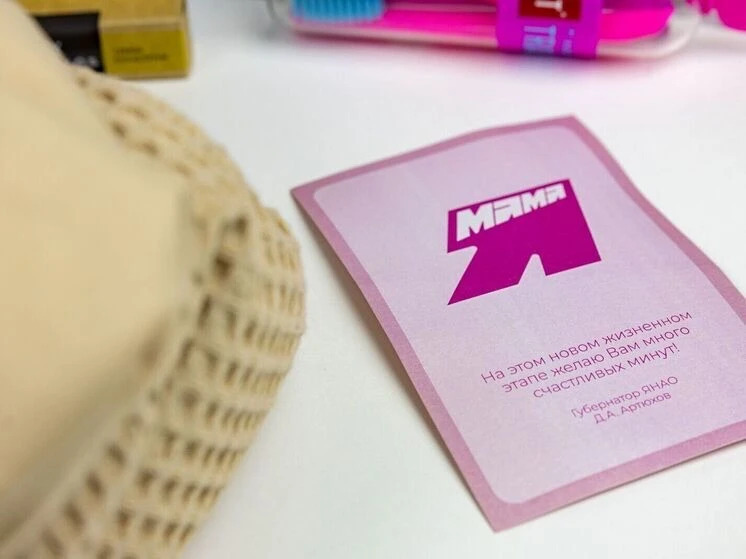 T
МАМА
Я
На этом новом жизненном
этапе желаю Вам много
счастливых минут!
Губернатор ЯНАО
Д.А. Артюхов